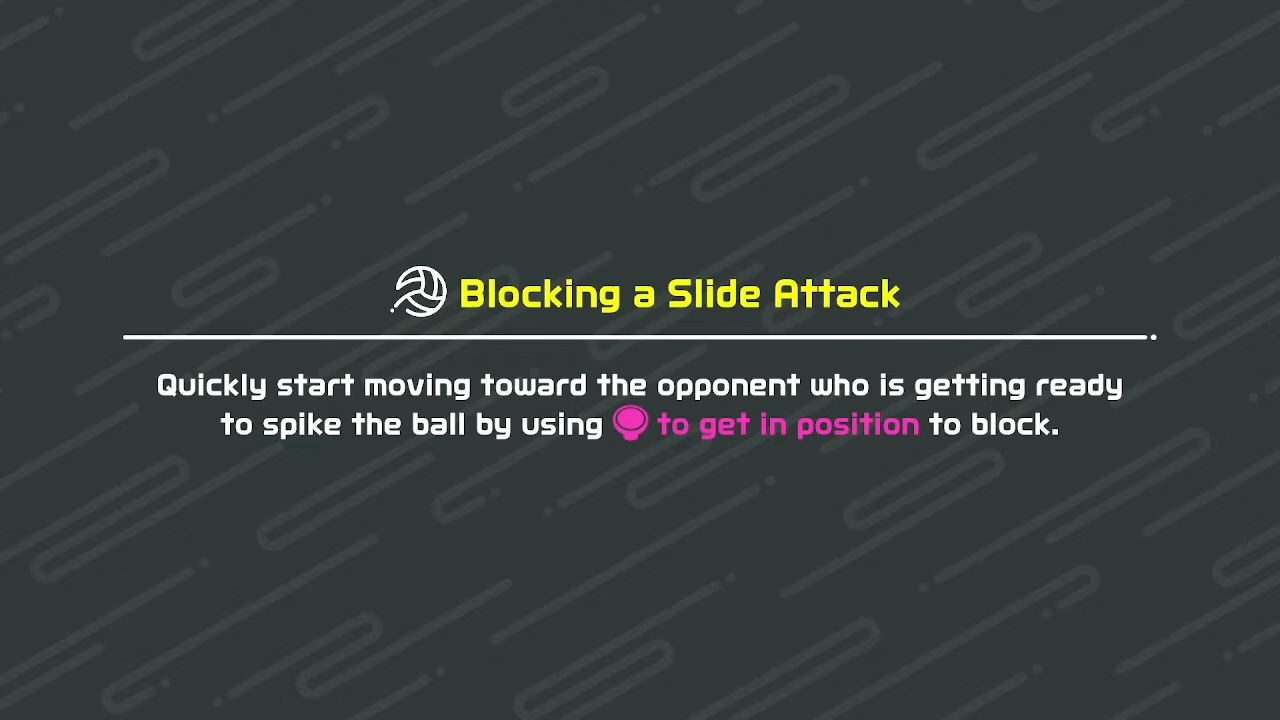 Blocking a Slide Attack
Quickly start moving toward the opponent who is getting ready
to spike the ball by using to get in position to block.